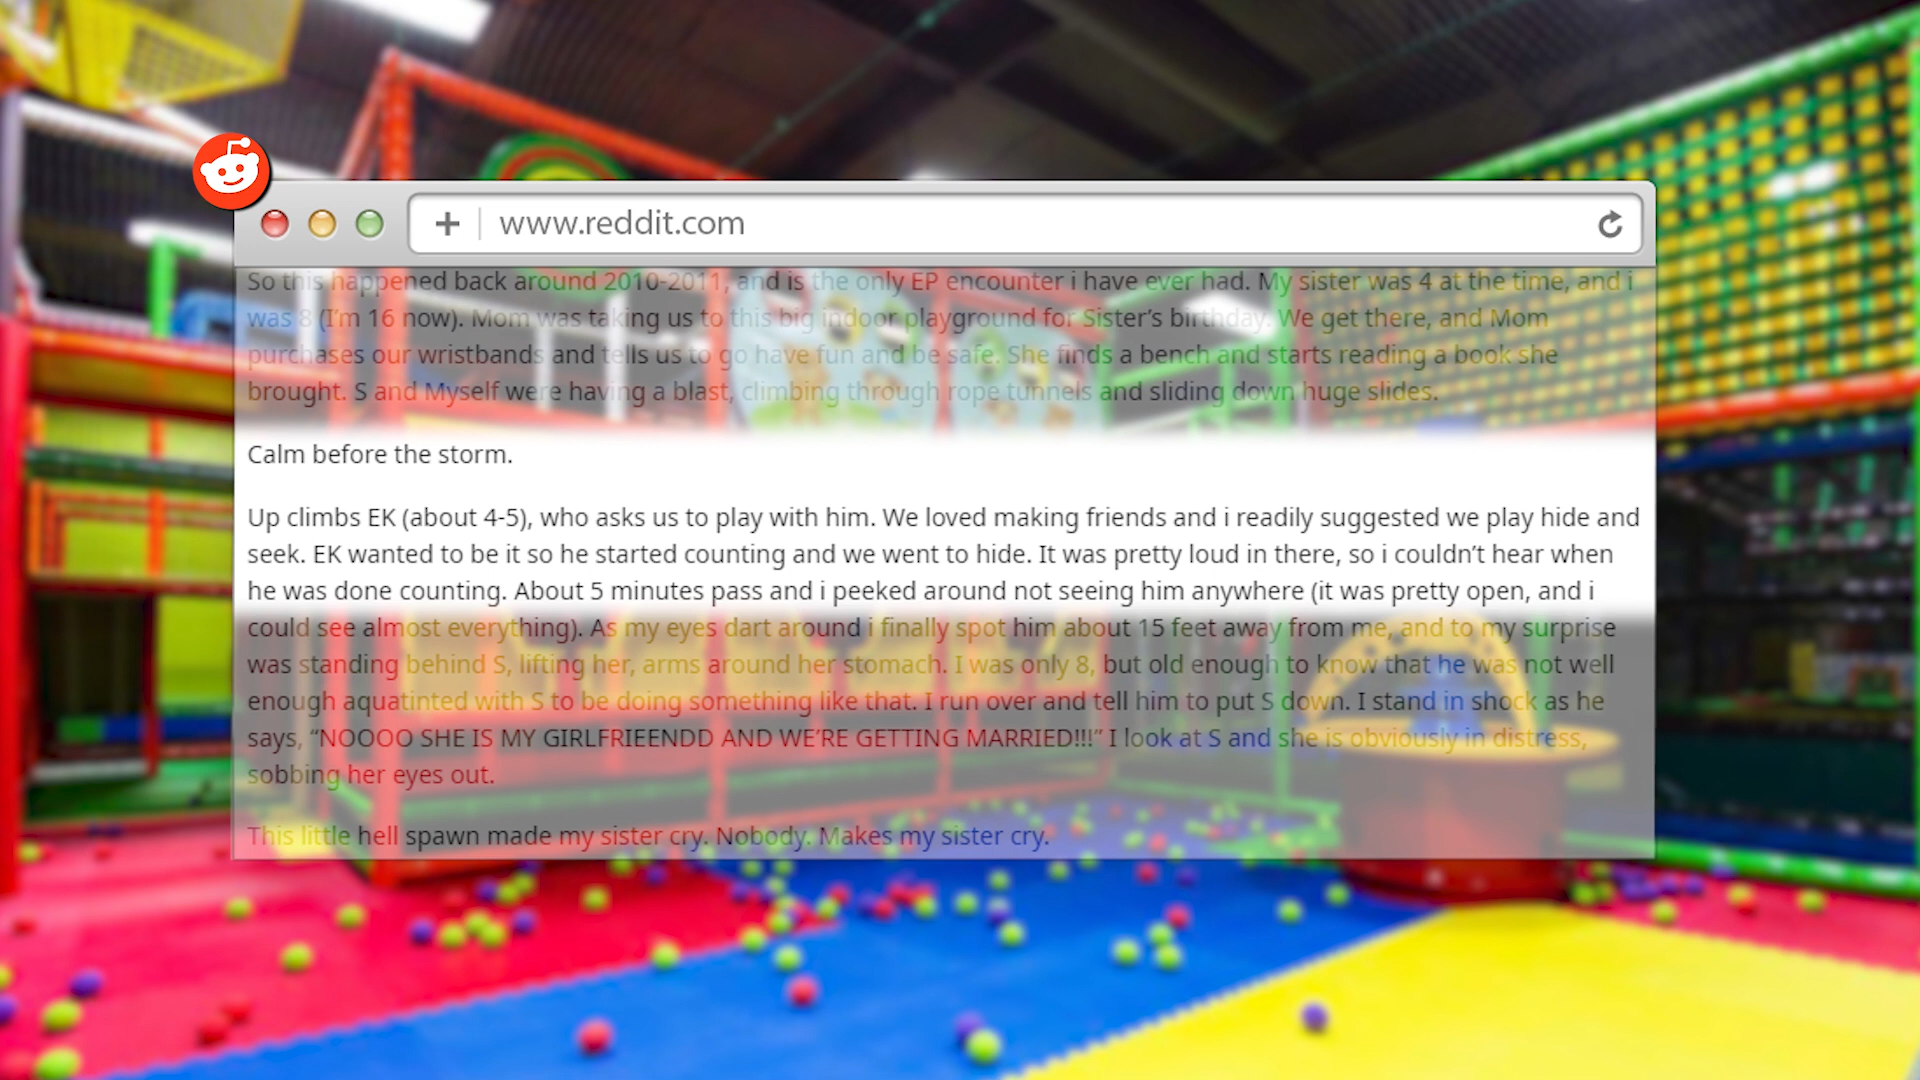 www.reddit.com
So this happened back around 2010-2011, and is the only EP encounter i have ever had. My sister was 4 at the time, and i
was 8 (I'm 16 now). Mom was taking us to this big indoor playground for Sister's birthday. We get there, and Mom
purchases our wristbands and tells us to go have fun and be safe. She finds a bench and starts reading a book she
brought. S and Myself were having a blast, climbing through rope tunnels and sliding down huge slides.
Calm before the storm.
Up climbs EK (about 4-5), who asks us to play with him. We loved making friends and i readily suggested we play hide and
seek. EK wanted to be it so he started counting and we went to hide. It was pretty loud in there, so i couldn't hear when
he was done counting. About 5 minutes pass and i peeked around not seeing him anywhere (it was pretty open, and i
could see almost everything). As my eyes dart around i finally spot him about 15 feet away from me, and to my surprise
was standing behind S, lifting her, arms around her stomach. I was only 8, but old enough to know that he was not well
enough aquatinted with S to be doing something like that. I run over and tell him to put S down. I stand in shock as he
says, “NOOOO SHE IS MY GIRLFRIEENDD AND WE'RE GETTING MARRIED!!!” I look at S and she is obviously in distress,
sobbing her eyes out.
This little hell spawn made my sister cry. Nobody. Makes my sister cry.